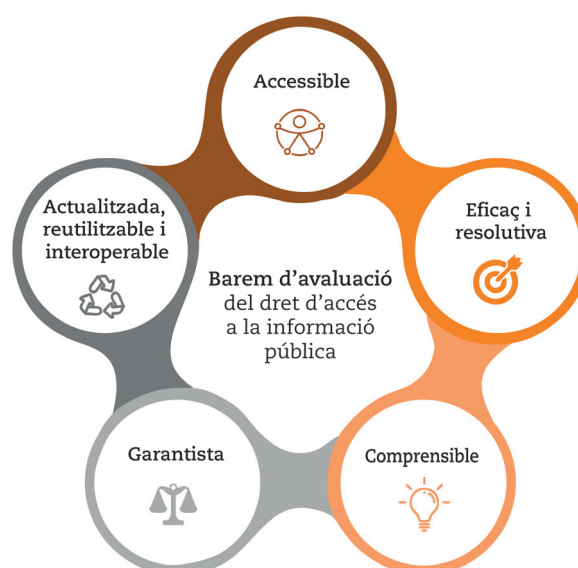 Accessible
Eficaç i
resolutiva
Actualitzada,
reutilitzable i
interoperable
Barem d’avaluació
del dret d’accés
a la informació
pública
Garantista
Comprensible